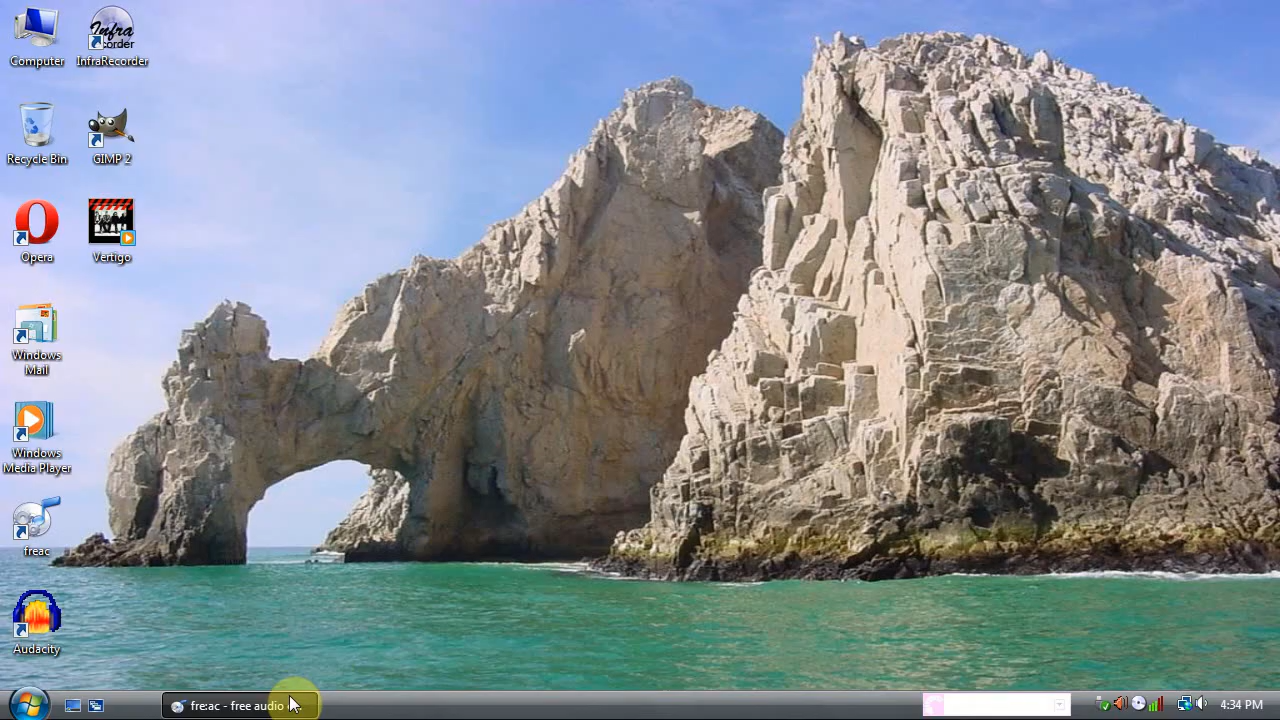 Computer
Infra
corder
InfraRecorder
Recycle Bin
GIMP 2
Opera
Vertigo
Windows
Mail
Windows
Media Player
freac
Audacity
fre:ac - free audio
4:34 PM